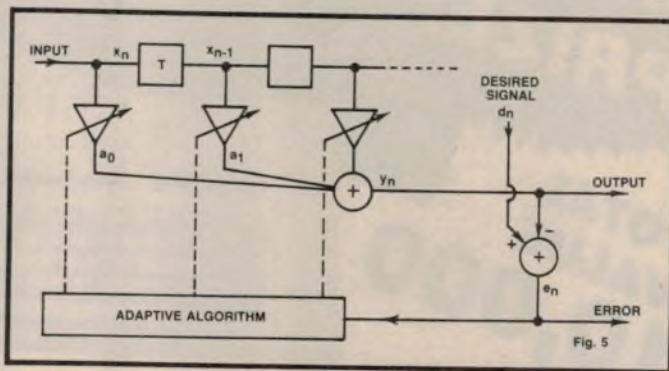 INPUT
xn
T
xn-1
DESIRED
SIGNAL
dn
a0
a1
+
yn
OUTPUT
+
−
+
en
ADAPTIVE ALGORITHM
ERROR
Fig. 5